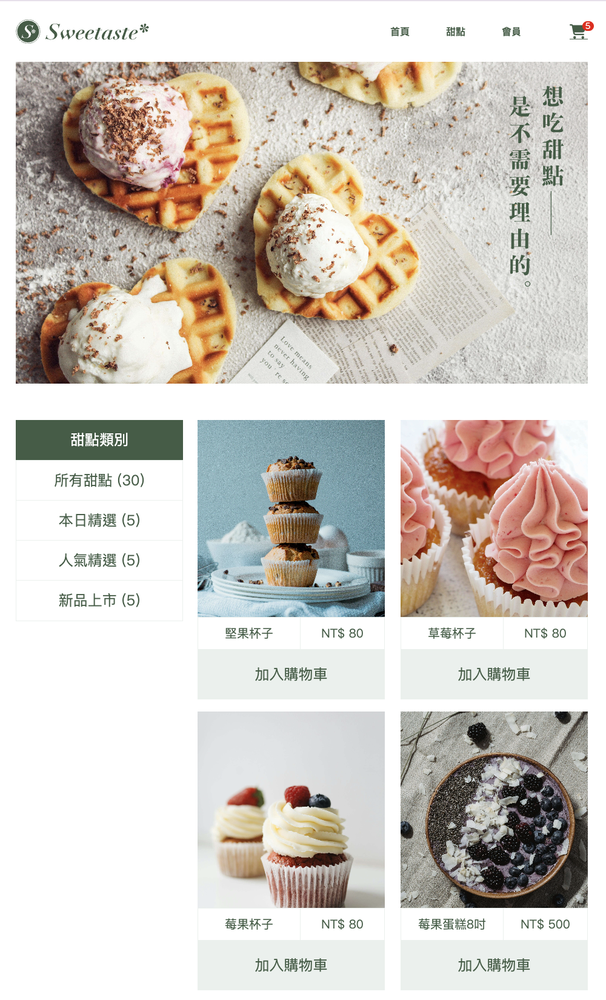 S*
Sweetaste*
首頁
甜點
會員
5
想吃甜點——
是不需要理由的。
Love means
never having
to say
you're so
甜點類別
所有甜點 (30)
本日精選 (5)
人氣精選 (5)
新品上市 (5)
堅果杯子
NT$ 80
加入購物車
草莓杯子
NT$ 80
加入購物車
莓果杯子
NT$ 80
加入購物車
莓果蛋糕8吋
NT$ 500
加入購物車